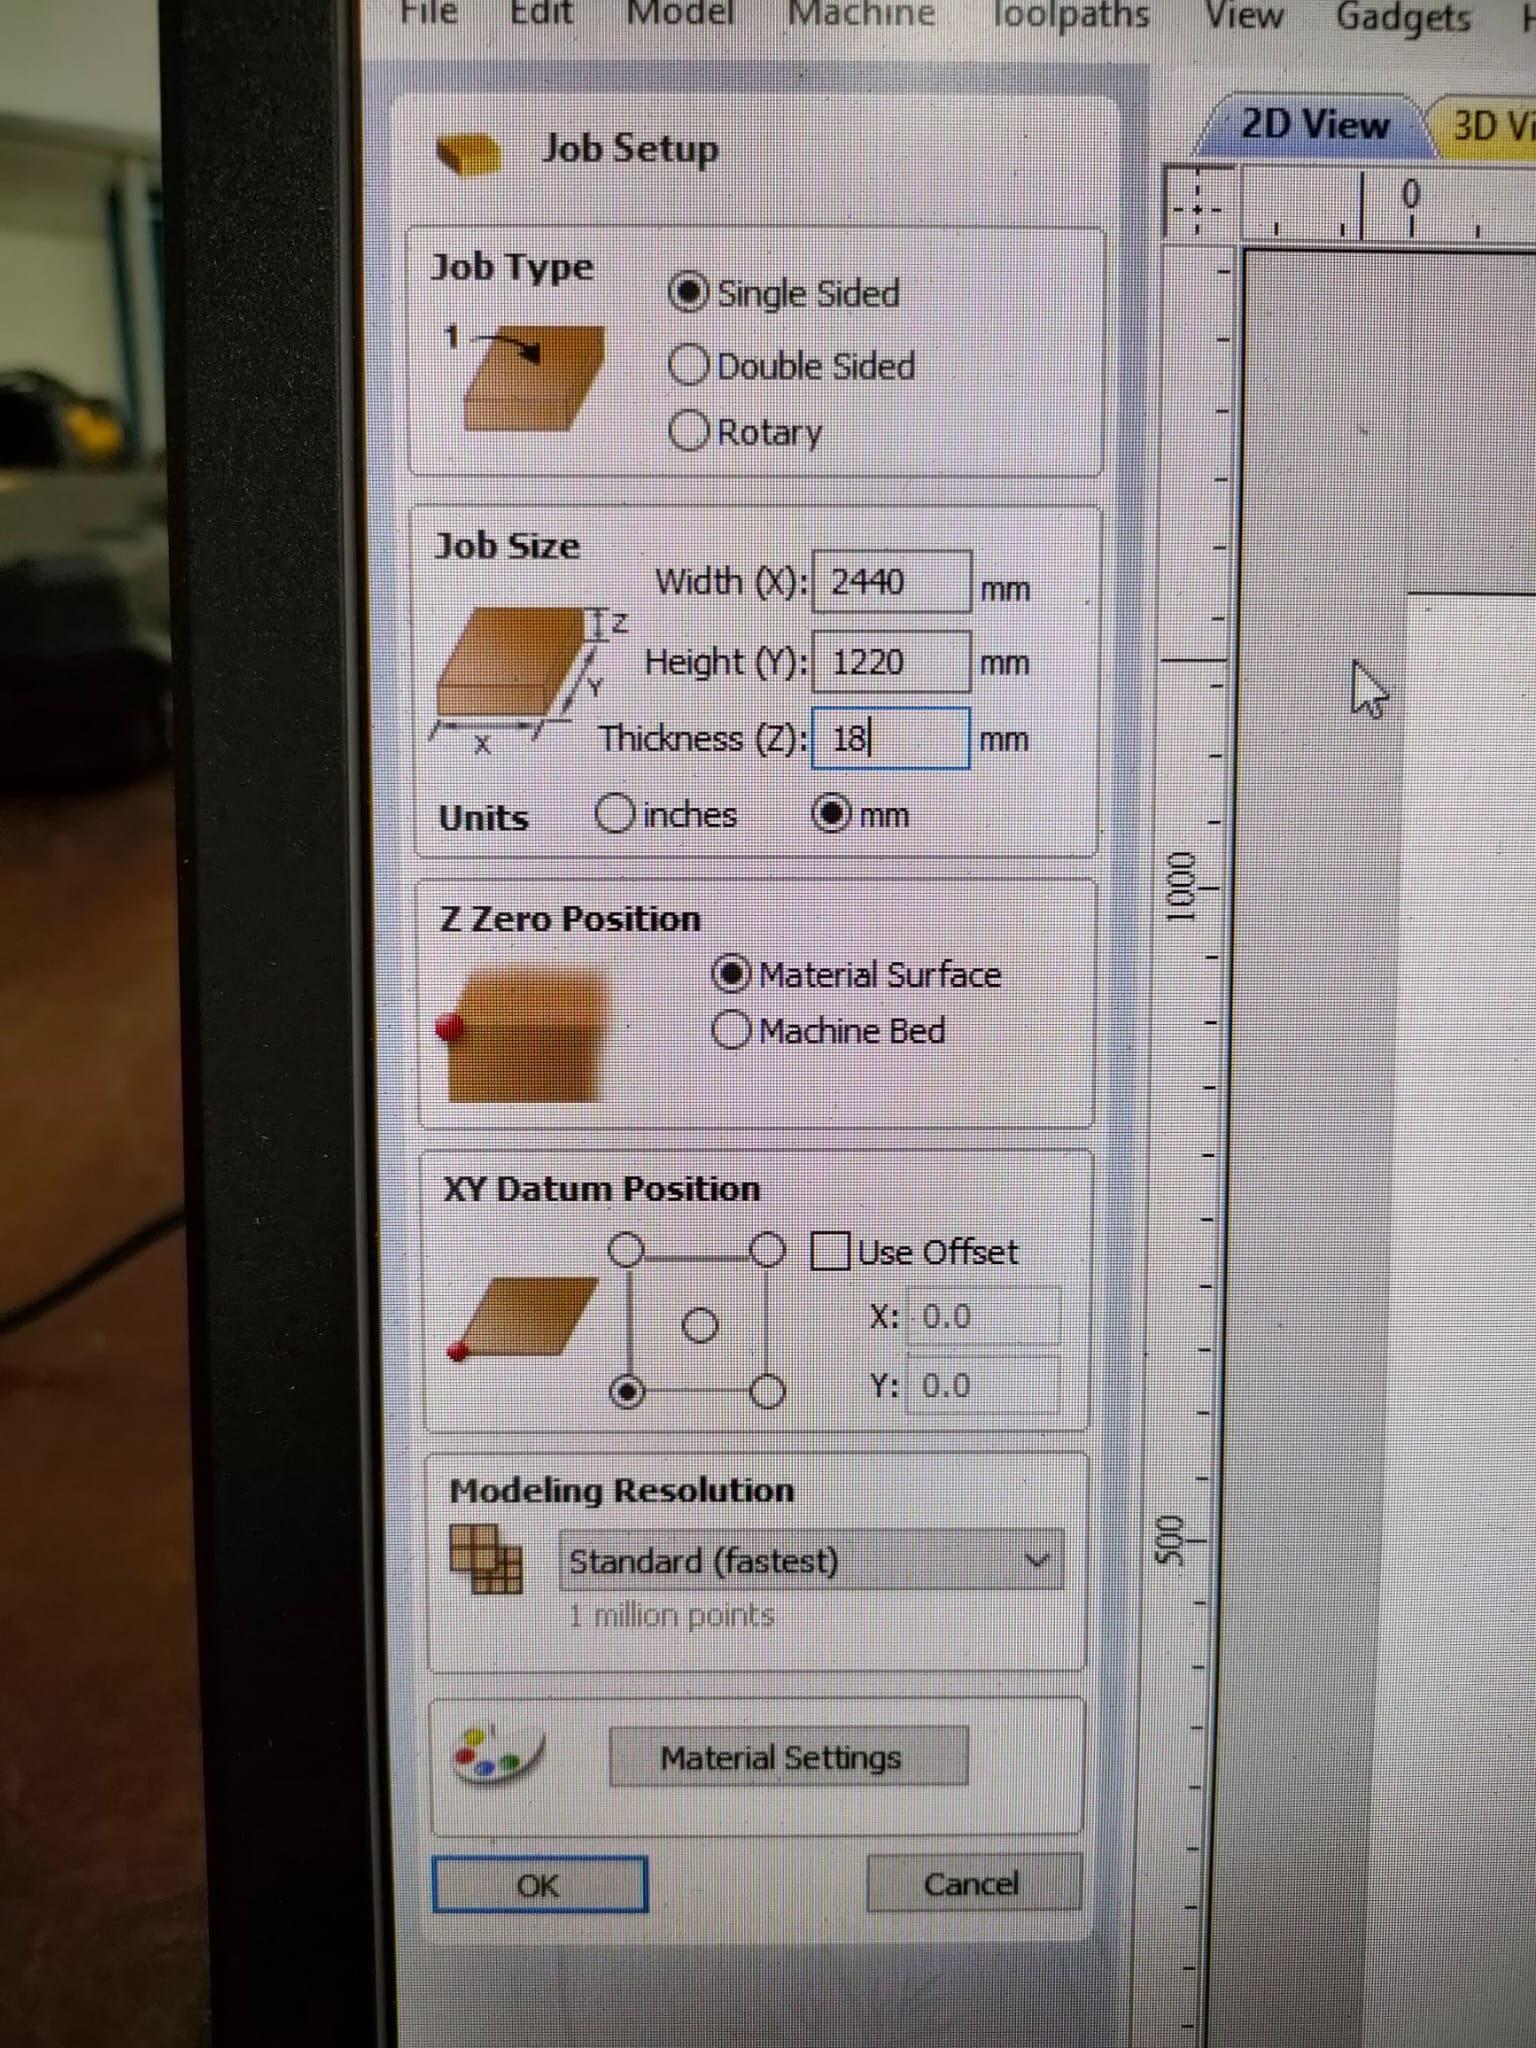 File Edit Model Machine Toolpaths View Gadgets
2D View 3D Vi
0
Job Setup
Job Type
Single Sided
1
Double Sided
Rotary
Job Size
Width (X): 2440 mm
Z
Height (Y): 1220 mm
Y
Thickness (Z): 18 mm
X
Units inches mm
1000
Z Zero Position
Material Surface
Machine Bed
XY Datum Position
Use Offset
X: 0.0
Y: 0.0
Modeling Resolution
Standard (fastest)
500
1 million points
Material Settings
OK Cancel